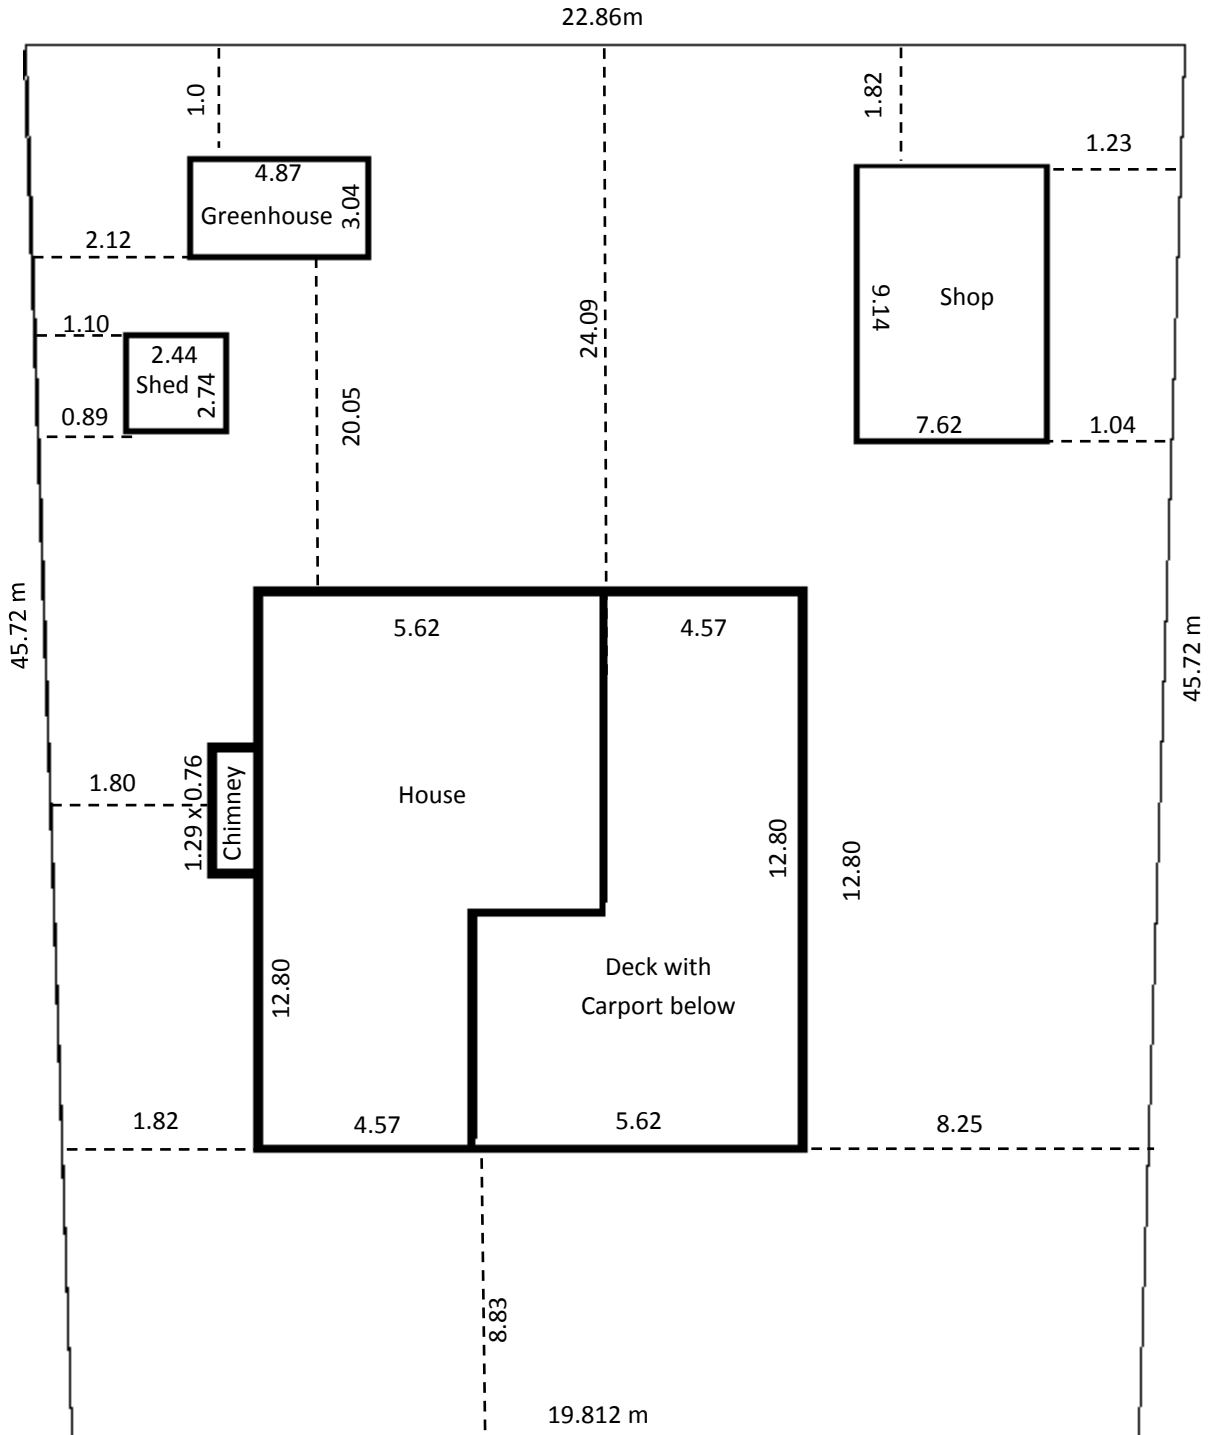 22.86m
1.0
1.82
1.23
4.87
Greenhouse
3.04
2.12
24.09
9.14
Shop
1.10
2.44
Shed
2.74
0.89
20.05
7.62
1.04
45.72 m
45.72 m
5.62
4.57
1.80
1.29 x 0.76
Chimney
House
12.80
12.80
12.80
Deck with
Carport below
1.82
4.57
5.62
8.25
8.83
19.812 m